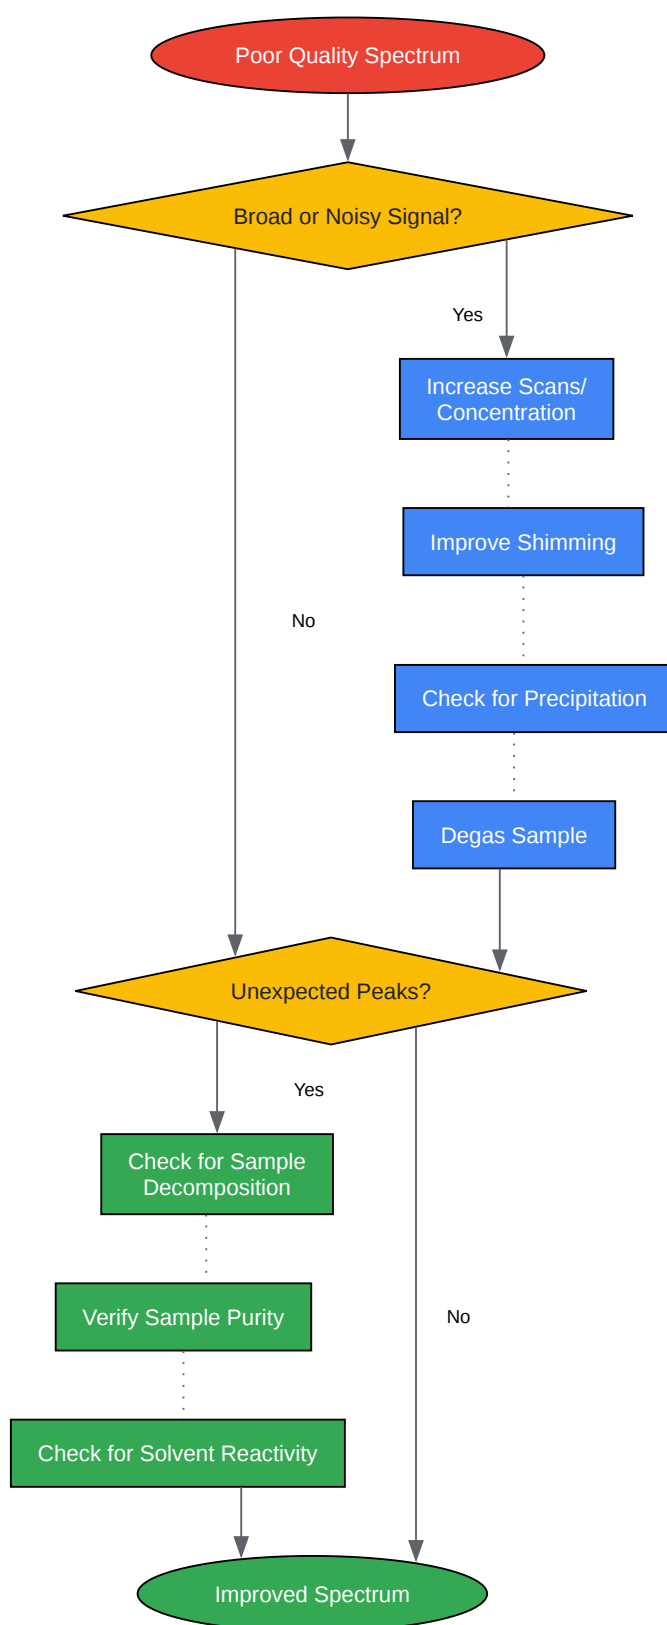 Poor Quality Spectrum
Broad or Noisy Signal?
Yes
Increase Scans/
Concentration
Improve Shimming
No
Check for Precipitation
Degas Sample
Unexpected Peaks?
Yes
Check for Sample
Decomposition
Verify Sample Purity
No
Check for Solvent Reactivity
Improved Spectrum